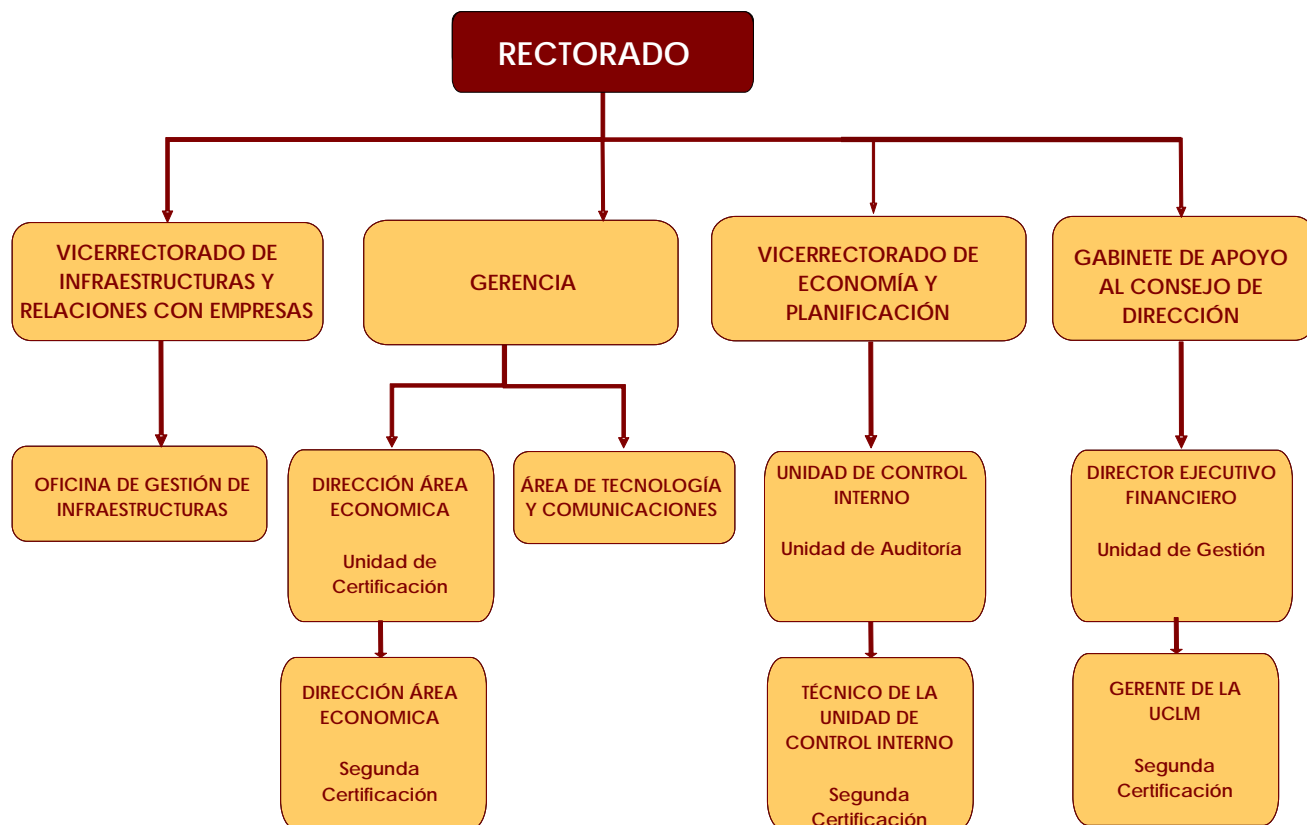 RECTORADO
VICERRECTORADO DE
INFRAESTRUCTURAS Y
RELACIONES CON EMPRESAS
GERENCIA
VICERRECTORADO DE
ECONOMÍA Y
PLANIFICACIÓN
GABINETE DE APOYO
AL CONSEJO DE
DIRECCIÓN
OFICINA DE GESTIÓN DE
INFRAESTRUCTURAS
DIRECCIÓN ÁREA
ECONOMICA
Unidad de
Certificación
ÁREA DE TECNOLOGÍA
Y COMUNICACIONES
UNIDAD DE CONTROL
INTERNO
Unidad de Auditoría
DIRECTOR EJECUTIVO
FINANCIERO
Unidad de Gestión
DIRECCIÓN ÁREA
ECONOMICA
Segunda
Certificación
TÉCNICO DE LA
UNIDAD DE
CONTROL INTERNO
Segunda
Certificación
GERENTE DE LA
UCLM
Segunda
Certificación